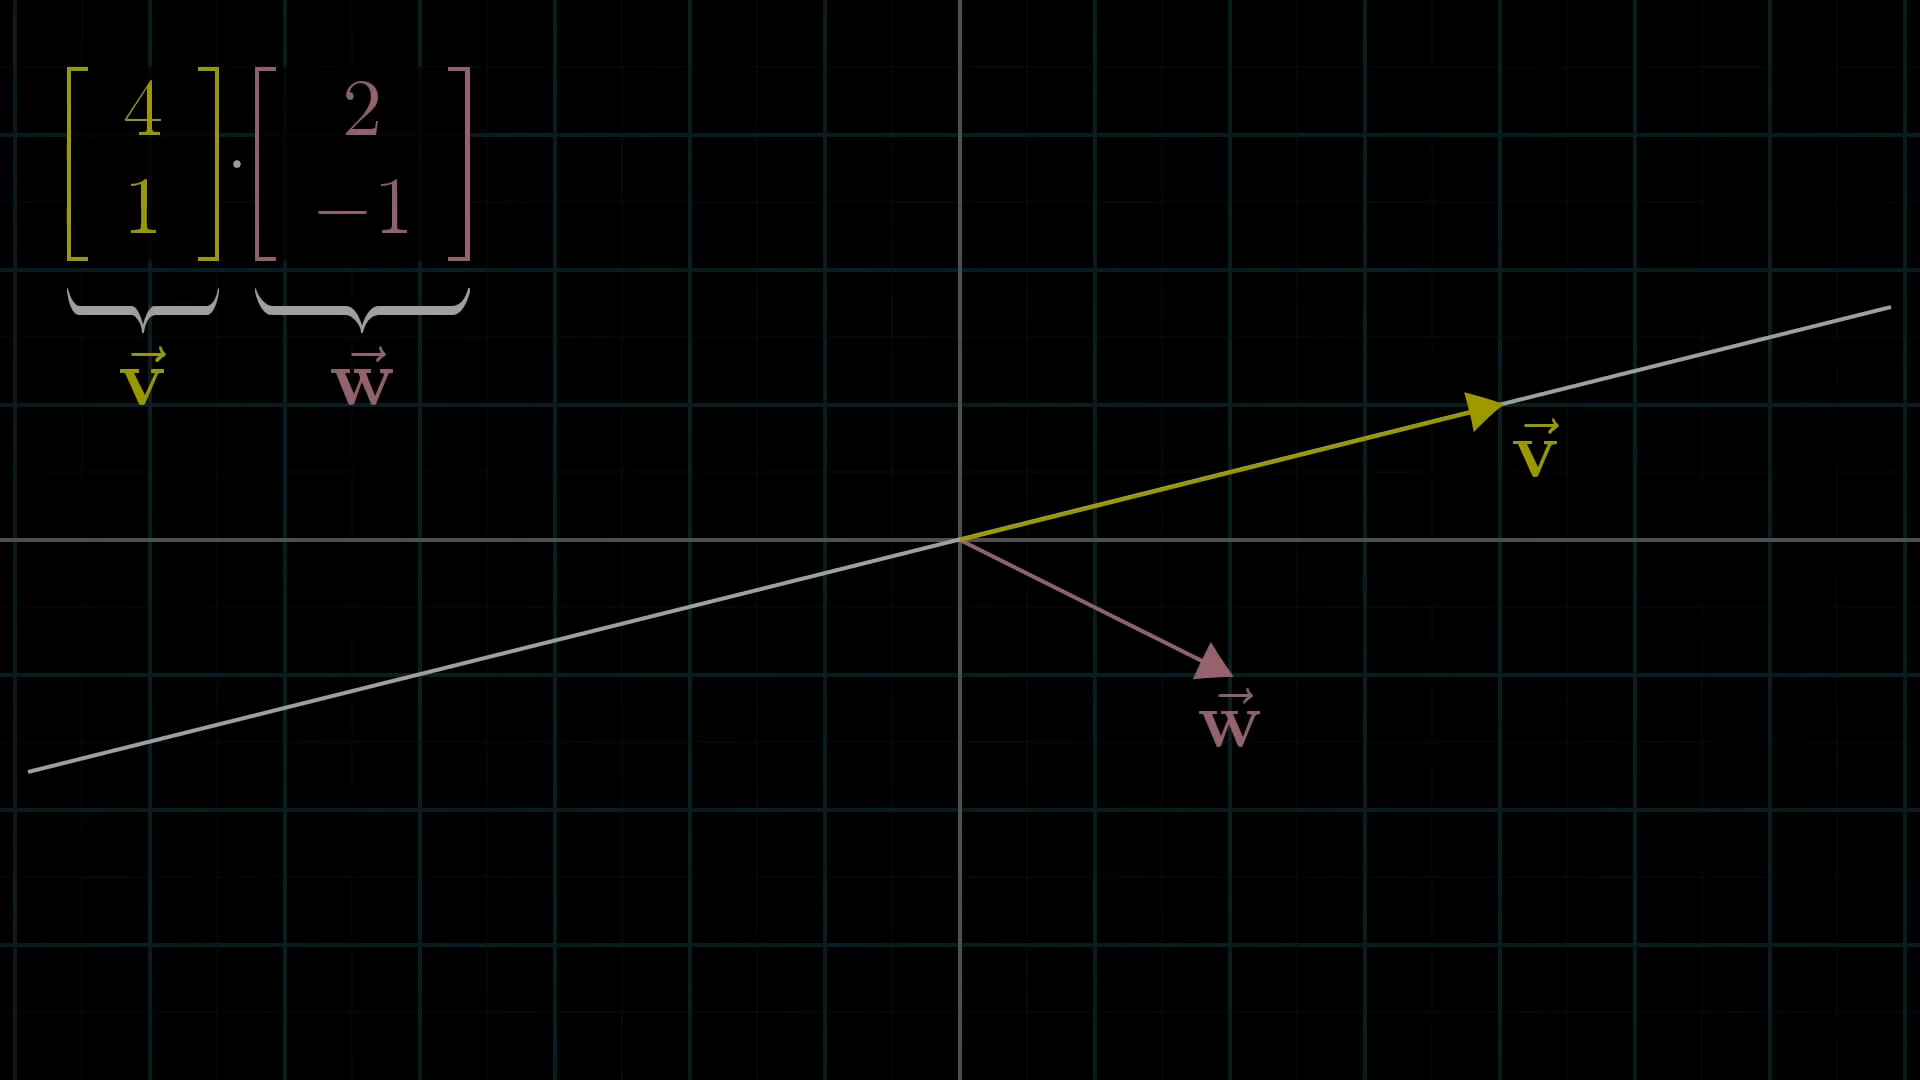 [4 1] · [2 -1]
v⃗ w⃗
v⃗
w⃗